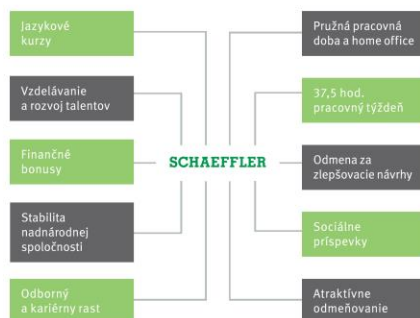 Jazykové
kurzy
Vzdelávanie
a rozvoj talentov
Finančné
bonusy
Stabilita
nadnárodnej
spoločnosti
Odborný
a kariérny rast
SCHAEFFLER
Pružná pracovná
doba a home office
37,5 hod.
pracovný týždeň
Odmena za
zlepšovacie návrhy
Sociálne
príspevky
Atraktívne
odmeňovanie